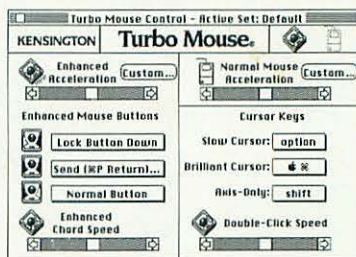 Turbo Mouse Control - Active Set: Default
KENSINGTON Turbo Mouse®
Enhanced Acceleration Custom...
Normal Mouse Acceleration Custom...
Enhanced Mouse Buttons
Lock Button Down
Send (⌘P Return)...
Normal Button
Enhanced Chord Speed
Cursor Keys
Slow Cursor: option
Brilliant Cursor:  ⌘
Axis-Only: shift
Double-Click Speed